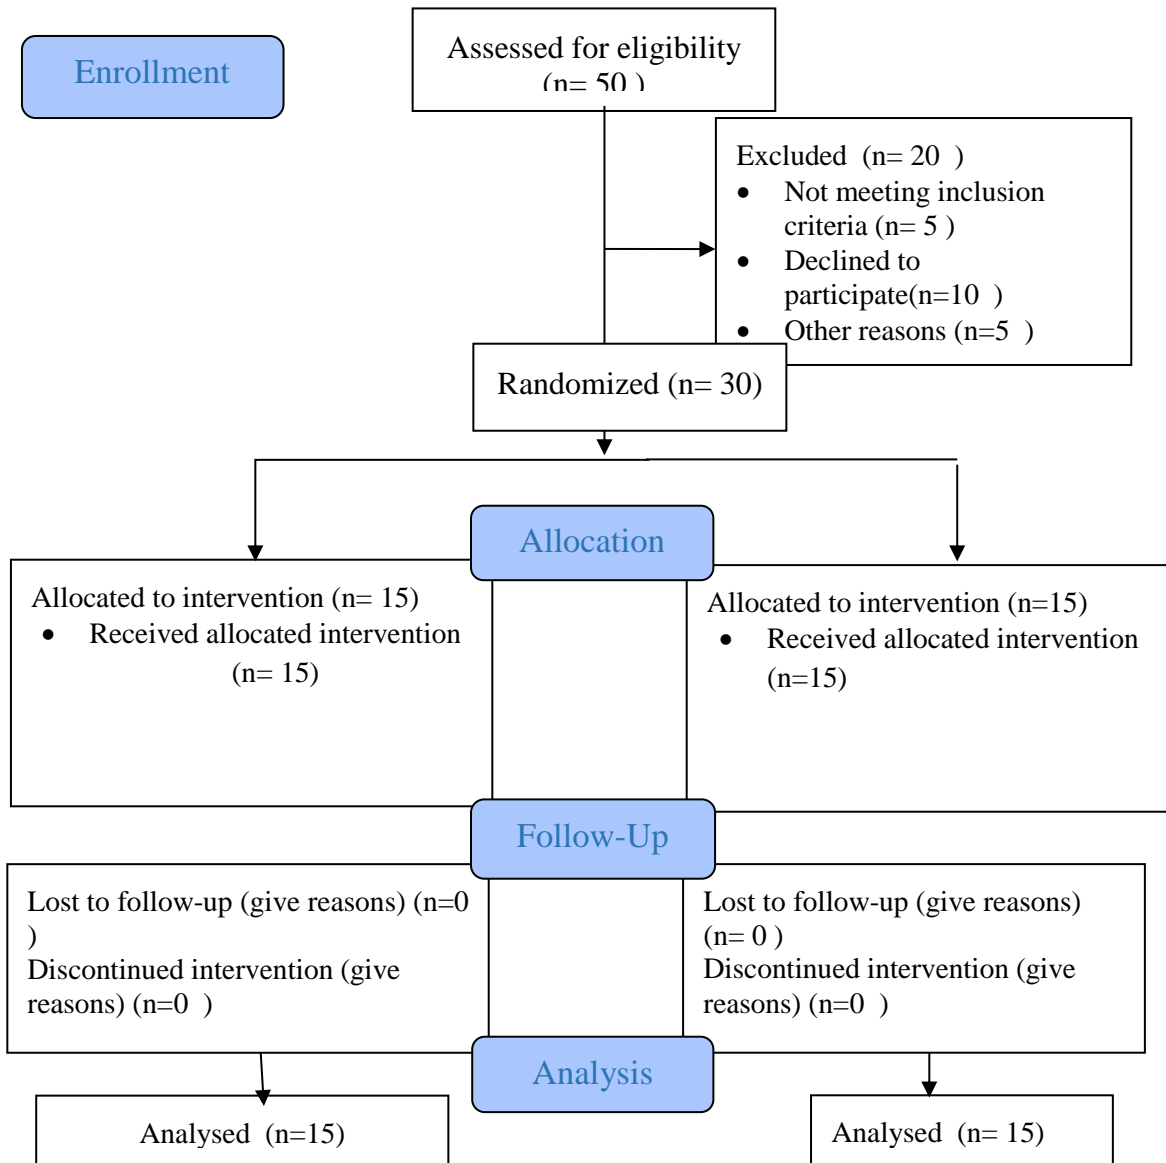 Enrollment
Assessed for eligibility
(n= 50 )
Excluded  (n= 20  )
• Not meeting inclusion
criteria (n= 5 )
• Declined to
participate(n=10  )
• Other reasons (n=5  )
Randomized (n= 30)
Allocation
Allocated to intervention (n= 15)
• Received allocated intervention
(n= 15)
Allocated to intervention (n=15)
• Received allocated intervention
(n=15)
Follow-Up
Lost to follow-up (give reasons) (n=0
)
Discontinued intervention (give
reasons) (n=0  )
Lost to follow-up (give reasons)
(n= 0 )
Discontinued intervention (give
reasons) (n=0  )
Analysis
Analysed  (n=15)
Analysed  (n= 15)